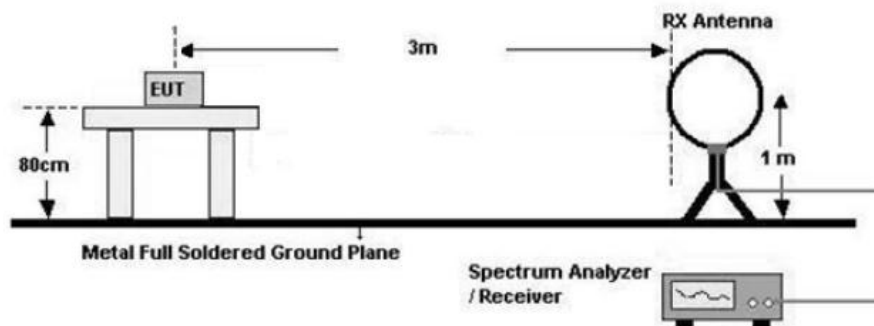 RX Antenna
3m
EUT
80cm
1 m
Metal Full Soldered Ground Plane
Spectrum Analyzer
/ Receiver